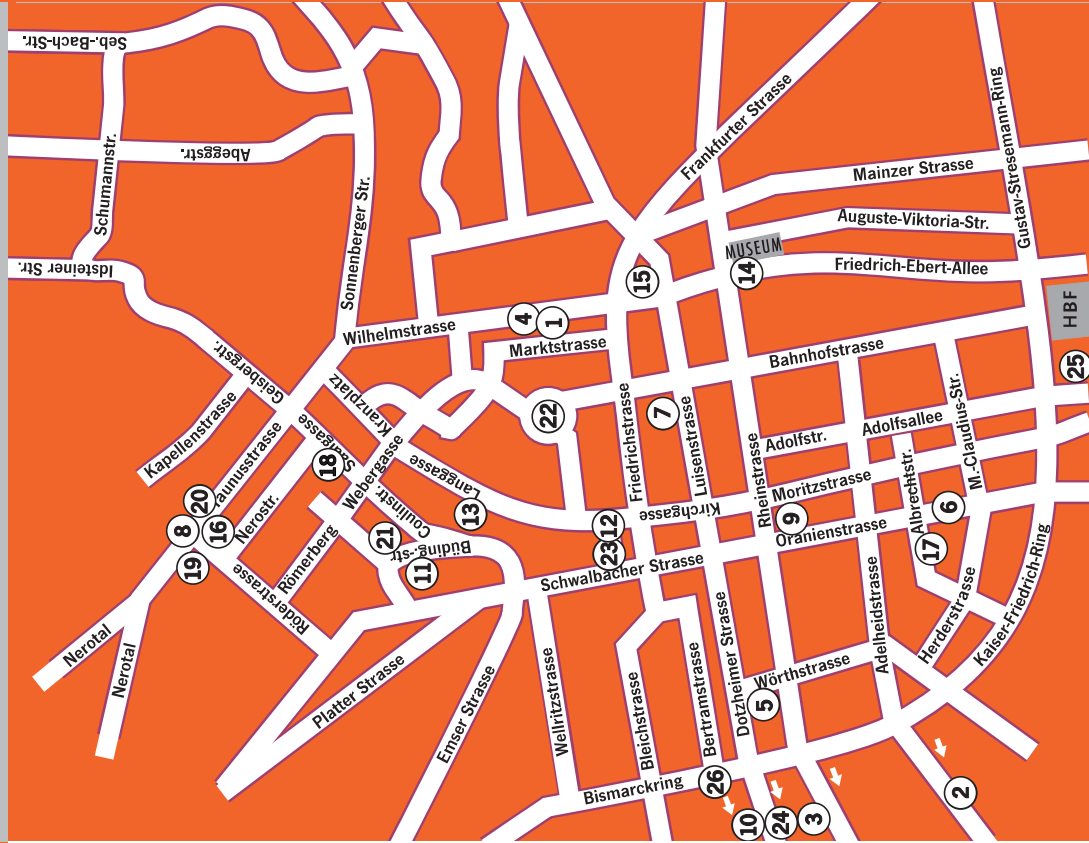 Seb.-Bach-Str.
Schumannstr.
Abeggstr.
Idsteiner Str.
Sonnenberger Str.
Frankfurter Strasse
Mainzer Strasse
Gustav-Stresemann-Ring
Auguste-Viktoria-Str.
MUSEUM
14
Friedrich-Ebert-Allee
15
HBF
Wilhelmstrasse
4
1
Marktstrasse
Bahnhofstrasse
25
Geisbergstr.
Kapellenstrasse
Kranzplatz
Saalgasse
Taunusstrasse
Nerostr.
18
Webergasse
Langgasse
22
Friedrichstrasse
7
Luisenstrasse
Rheinstrasse
Adolfstr.
Adolfsallee
M.-Claudius-Str.
Moritzstrasse
Albrechtstr.
6
20
8
16
19
Coulinstr.
13
12
23
Kirchgasse
9
Oranienstrasse
17
21
Büding.-str.
11
Römerberg
Röderstrasse
Schwalbacher Strasse
Nerotal
Nerotal
Platter Strasse
Emser Strasse
Wellritzstrasse
Bleichstrasse
Bertramstrasse
Dotzheimer Strasse
Wörthstrasse
5
Adelheidstrasse
Herderstrasse
Kaiser-Friedrich-Ring
Bismarckring
26
10
24
3
2